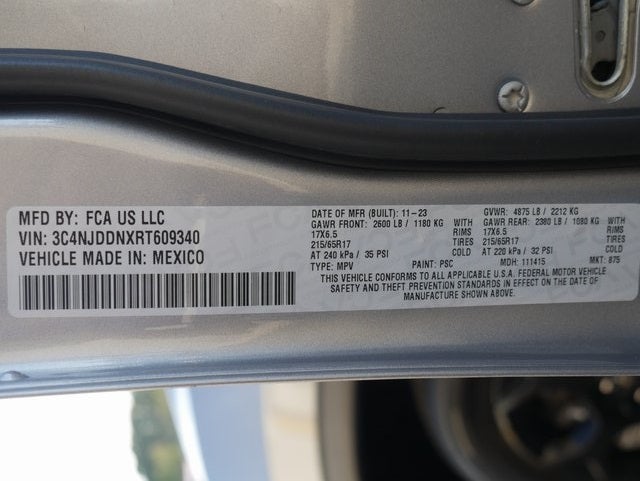 MFD BY: FCA US LLC
VIN: 3C4NJDDNXRT609340
VEHICLE MADE IN: MEXICO
DATE OF MFR (BUILT): 11-23 GVWR: 4875 LB / 2212 KG
GAWR FRONT: 2600 LB / 1180 KG WITH GAWR REAR: 2380 LB / 1080 KG WITH
17X6.5 RIMS 17X6.5 RIMS
215/65R17 TIRES 215/65R17 TIRES
AT 240 kPa / 35 PSI COLD AT 220 kPa / 32 PSI COLD
TYPE: MPV PAINT: PSC MDH: 111415 MKT: 875
THIS VEHICLE CONFORMS TO ALL APPLICABLE U.S.A. FEDERAL MOTOR VEHICLE
SAFETY AND THEFT PREVENTION STANDARDS IN EFFECT ON THE DATE OF
MANUFACTURE SHOWN ABOVE.